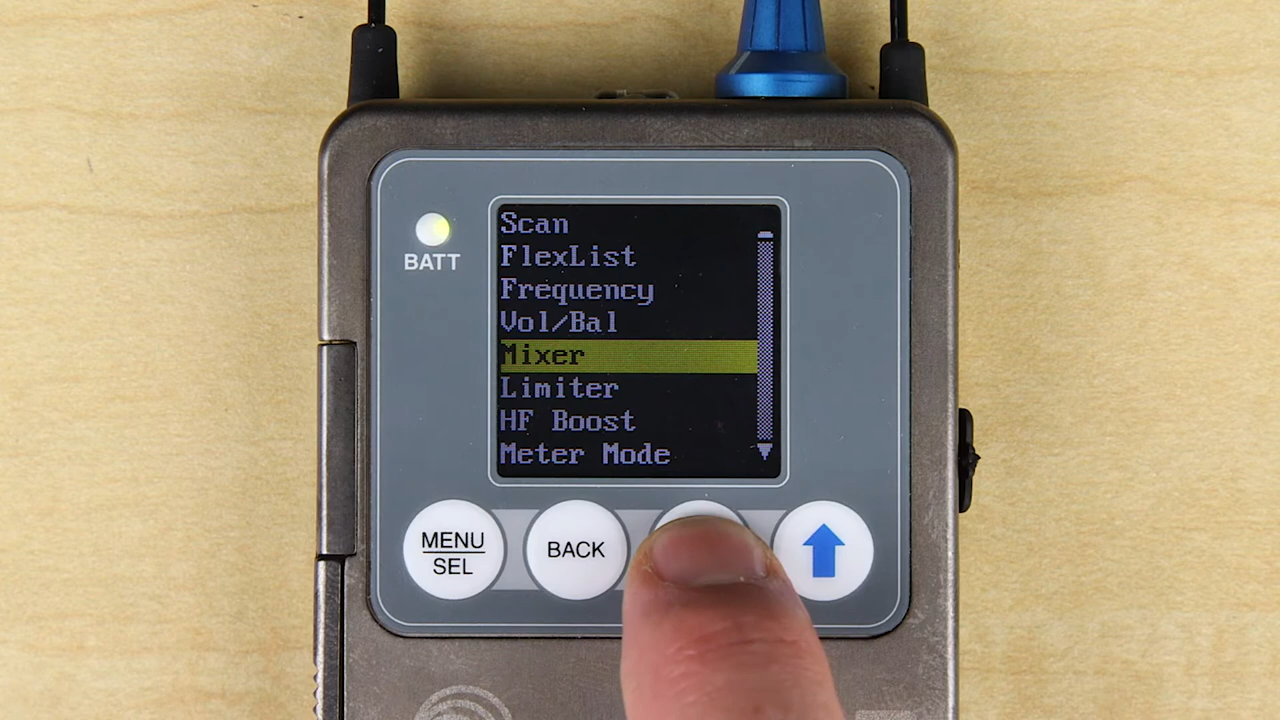 Scan
FlexList
Frequency
Vol/Bal
Mixer
Limiter
HF Boost
Meter Mode
BATT
MENU
SEL
BACK